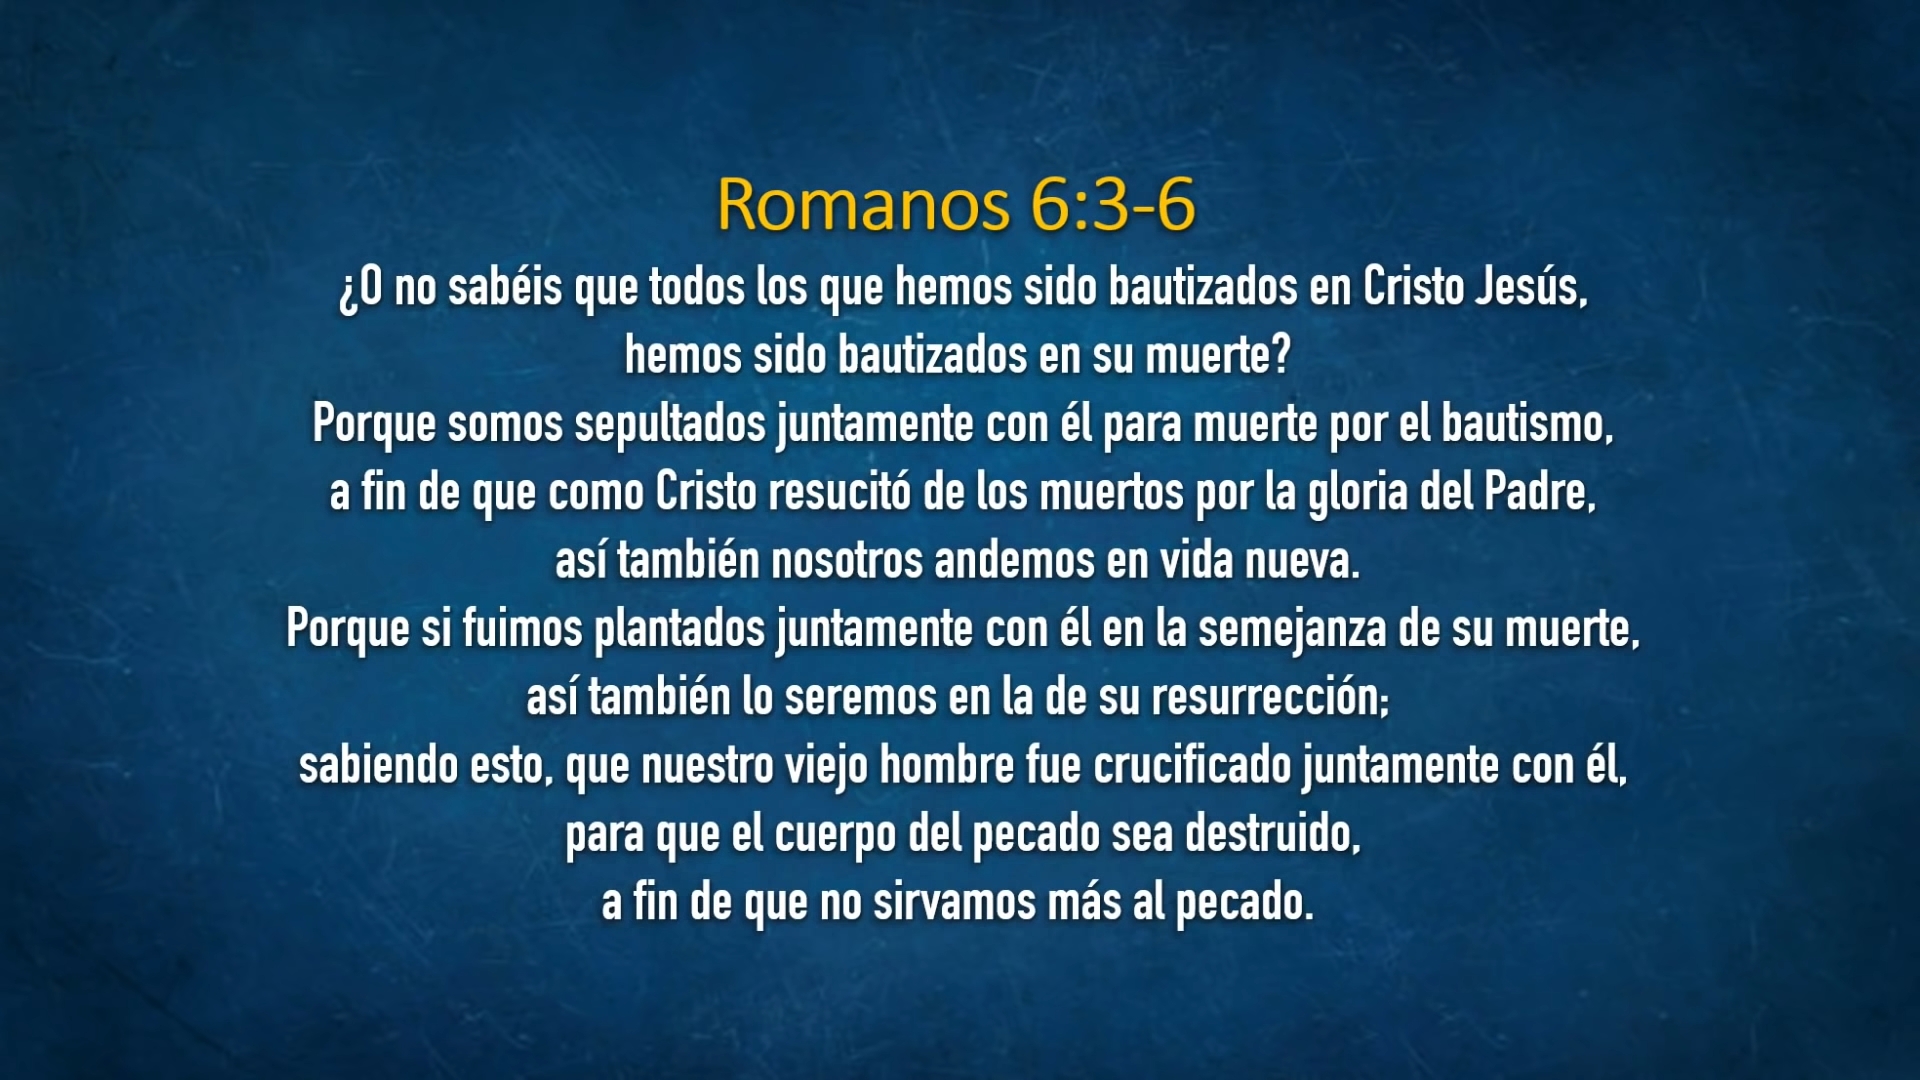 Romanos 6:3-6
¿O no sabéis que todos los que hemos sido bautizados en Cristo Jesús,
hemos sido bautizados en su muerte?
Porque somos sepultados juntamente con él para muerte por el bautismo,
a fin de que como Cristo resucitó de los muertos por la gloria del Padre,
así también nosotros andemos en vida nueva.
Porque si fuimos plantados juntamente con él en la semejanza de su muerte,
así también lo seremos en la de su resurrección;
sabiendo esto, que nuestro viejo hombre fue crucificado juntamente con él,
para que el cuerpo del pecado sea destruido,
a fin de que no sirvamos más al pecado.